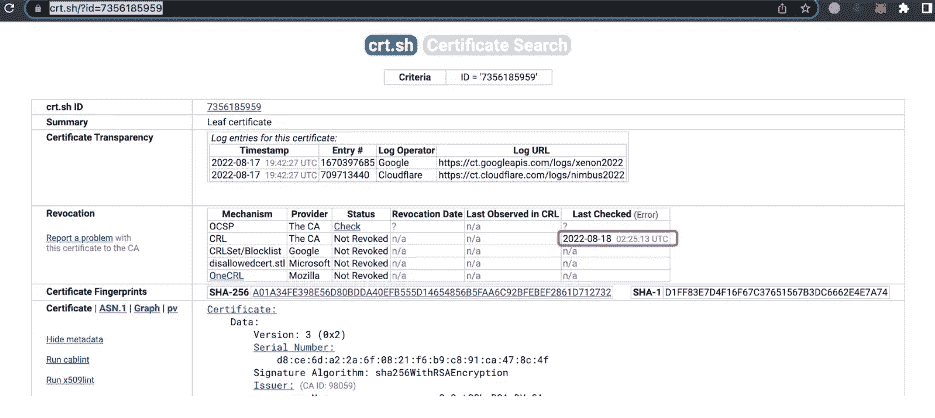 crt.sh/?id=7356185959
crt.sh Certificate Search
Criteria ID = '7356185959'
crt.sh ID 7356185959
Summary Leaf certificate
Certificate Transparency Log entries for this certificate:
Timestamp Entry # Log Operator Log URL
2022-08-17 19:42:27 UTC 1670397685 Google https://ct.googleapis.com/logs/xenon2022
2022-08-17 19:42:27 UTC 709713440 Cloudflare https://ct.cloudflare.com/logs/nimbus2022
Revocation Mechanism Provider Status Revocation Date Last Observed in CRL Last Checked (Error)
OCSP The CA Check ? n/a ?
Report a problem with CRL The CA Not Revoked n/a n/a 2022-08-18 02:25:13 UTC
this certificate to the CA CRLSet/Blocklist Google Not Revoked n/a n/a n/a
disallowedcert.stl Microsoft Not Revoked n/a n/a n/a
OneCRL Mozilla Not Revoked n/a n/a n/a
Certificate Fingerprints SHA-256 A01A34FE398E56D80BDDA40EFB555D14654856B5FAA6C92BFEBEF2861D712732 SHA-1 D1FF83E7D4F16F67C37651567B3DC6662E4E7A74
Certificate | ASN.1 | Graph | pv Certificate:
Data:
Version: 3 (0x2)
Hide metadata
Serial Number:
Run cablint d8:ce:6d:a2:2a:6f:08:21:f6:b9:c8:91:ca:47:8c:4f
Signature Algorithm: sha256WithRSAEncryption
Run x509lint Issuer: (CA ID: 98059)